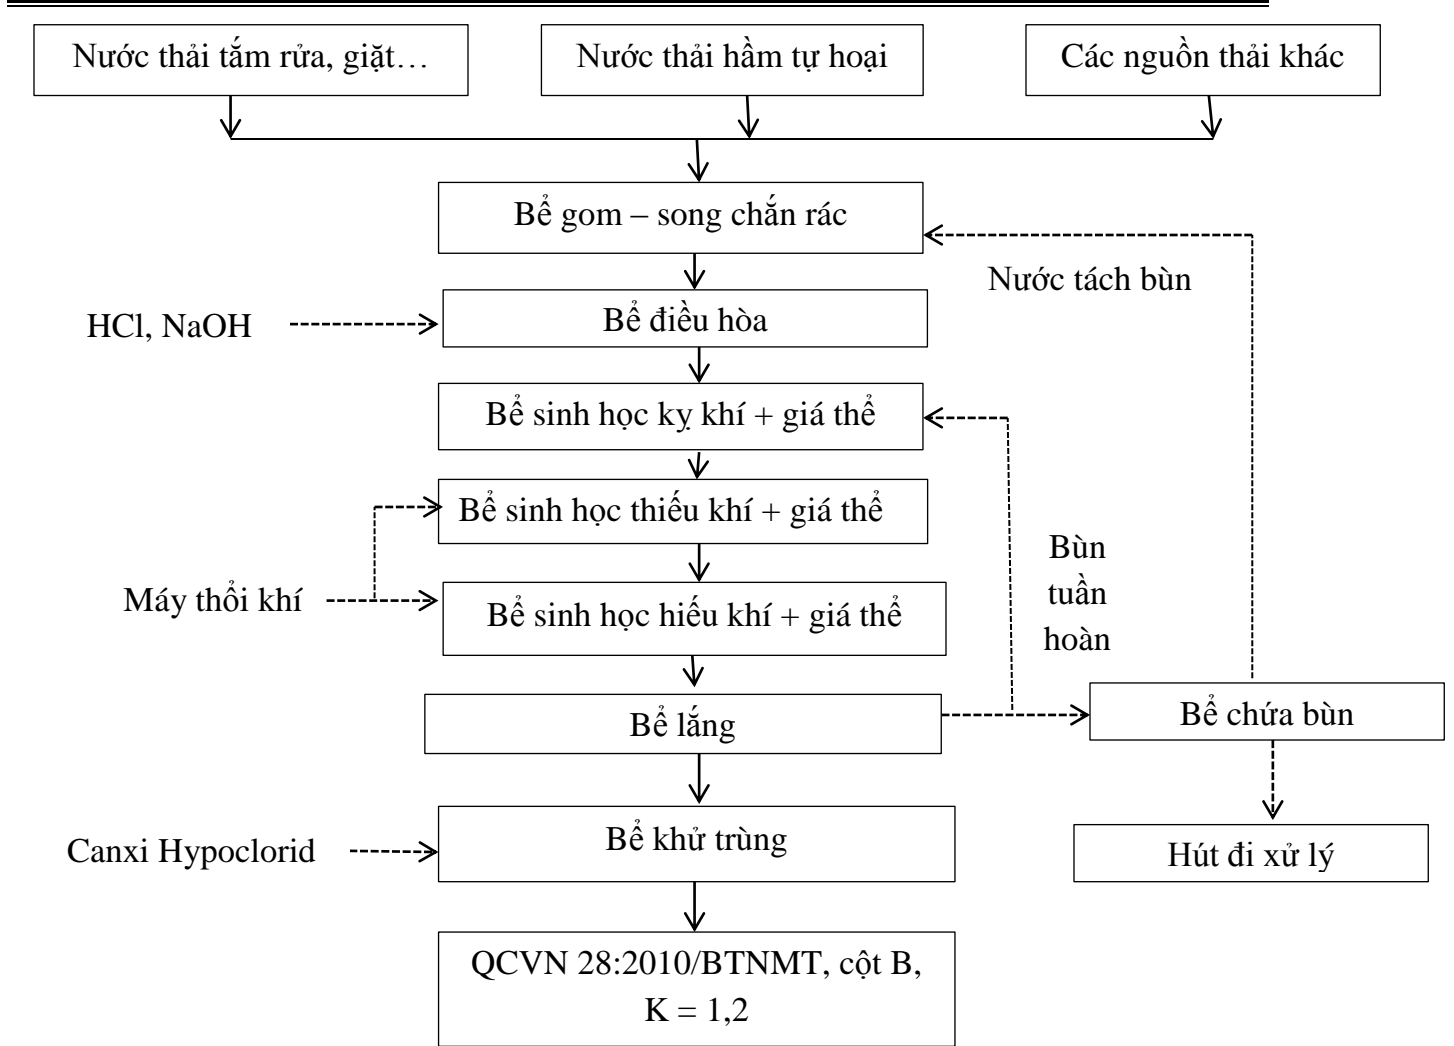 Nước thải tắm rửa, giặt…
Nước thải hầm tự hoại
Các nguồn thải khác
Bể gom – song chắn rác
Nước tách bùn
HCl, NaOH
Bể điều hòa
Bể sinh học kỵ khí + giá thể
Bể sinh học thiếu khí + giá thể
Bùn
tuần
hoàn
Máy thổi khí
Bể sinh học hiếu khí + giá thể
Bể lắng
Bể chứa bùn
Canxi Hypoclorid
Bể khử trùng
Hút đi xử lý
QCVN 28:2010/BTNMT, cột B,
K = 1,2